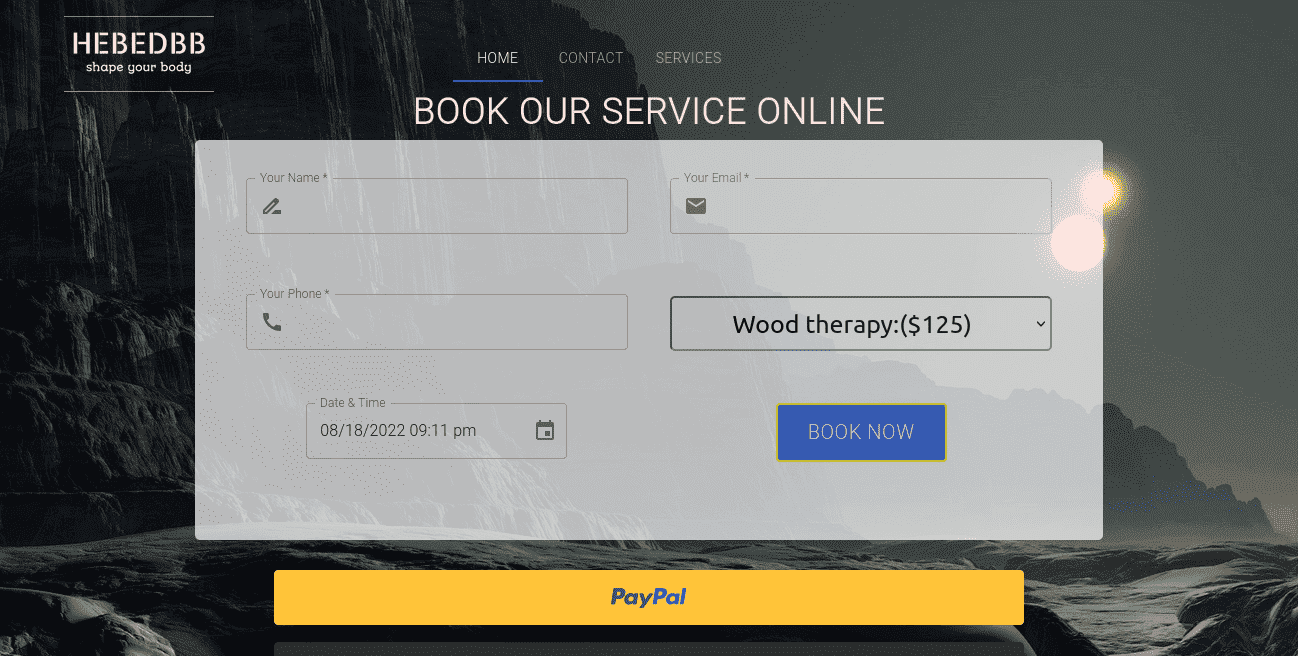 HEBEDBB
shape your body
HOME CONTACT SERVICES
BOOK OUR SERVICE ONLINE
Your Name * Your Email *
Your Phone *
Wood therapy:($125)
Date & Time
08/18/2022 09:11 pm
BOOK NOW
PayPal